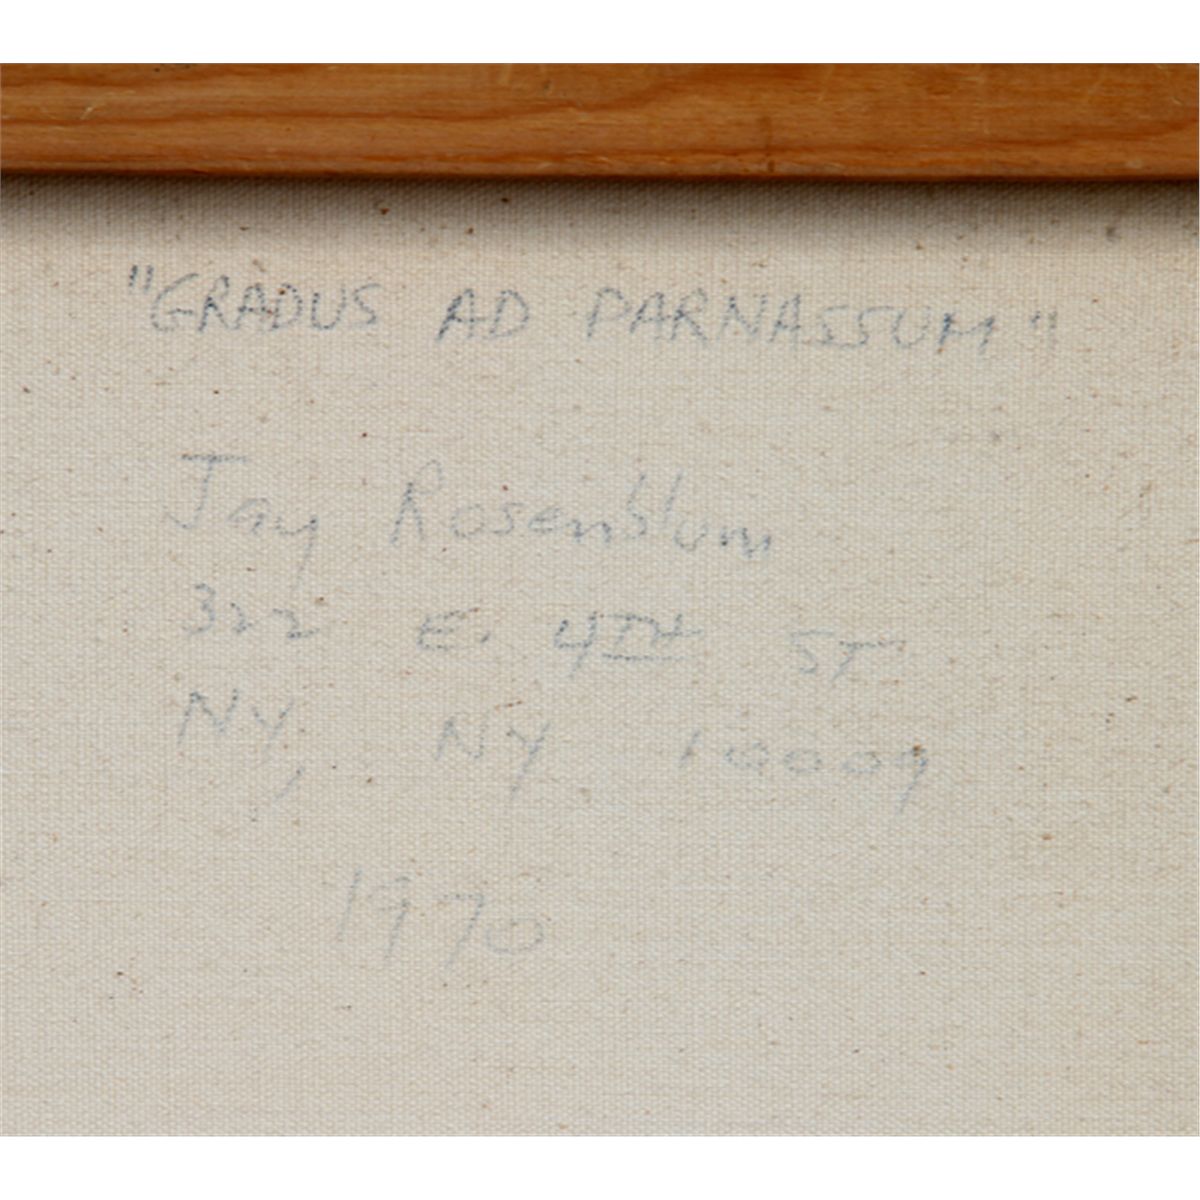 "GRADUS AD PARNASSUM"
Jay Rosenblum
322 E. 4TH ST
NY, NY 10009
1970